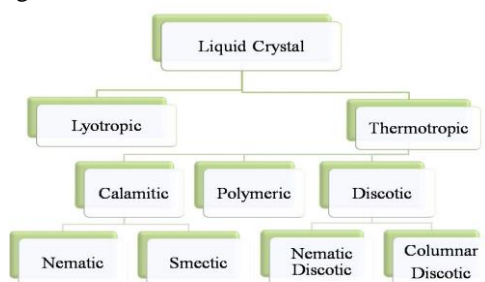 Liquid Crystal
Lyotropic
Thermotropic
Calamitic
Polymeric
Discotic
Nematic
Smectic
Nematic
Discotic
Columnar
Discotic